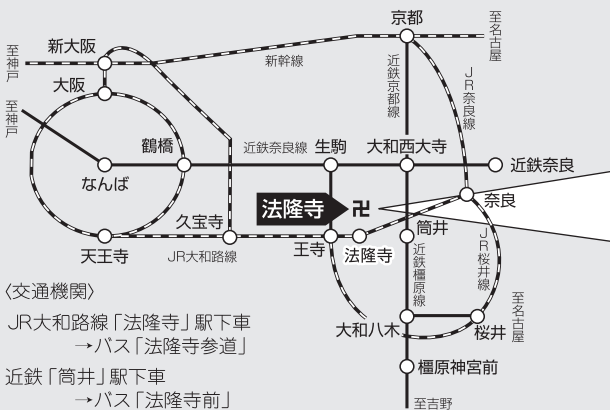 京都
至名古屋
新大阪
至神戸
新幹線
大阪
近鉄京都線
JR奈良線
至神戸
鶴橋
近鉄奈良線
生駒
大和西大寺
近鉄奈良
なんば
法隆寺
卍
奈良
久宝寺
筒井
天王寺
JR大和路線
王寺
法隆寺
近鉄橿原線
JR桜井線
〈交通機関〉
JR大和路線「法隆寺」駅下車
→バス「法隆寺参道」
近鉄「筒井」駅下車
→バス「法隆寺前」
大和八木
桜井
至名古屋
橿原神宮前
至吉野